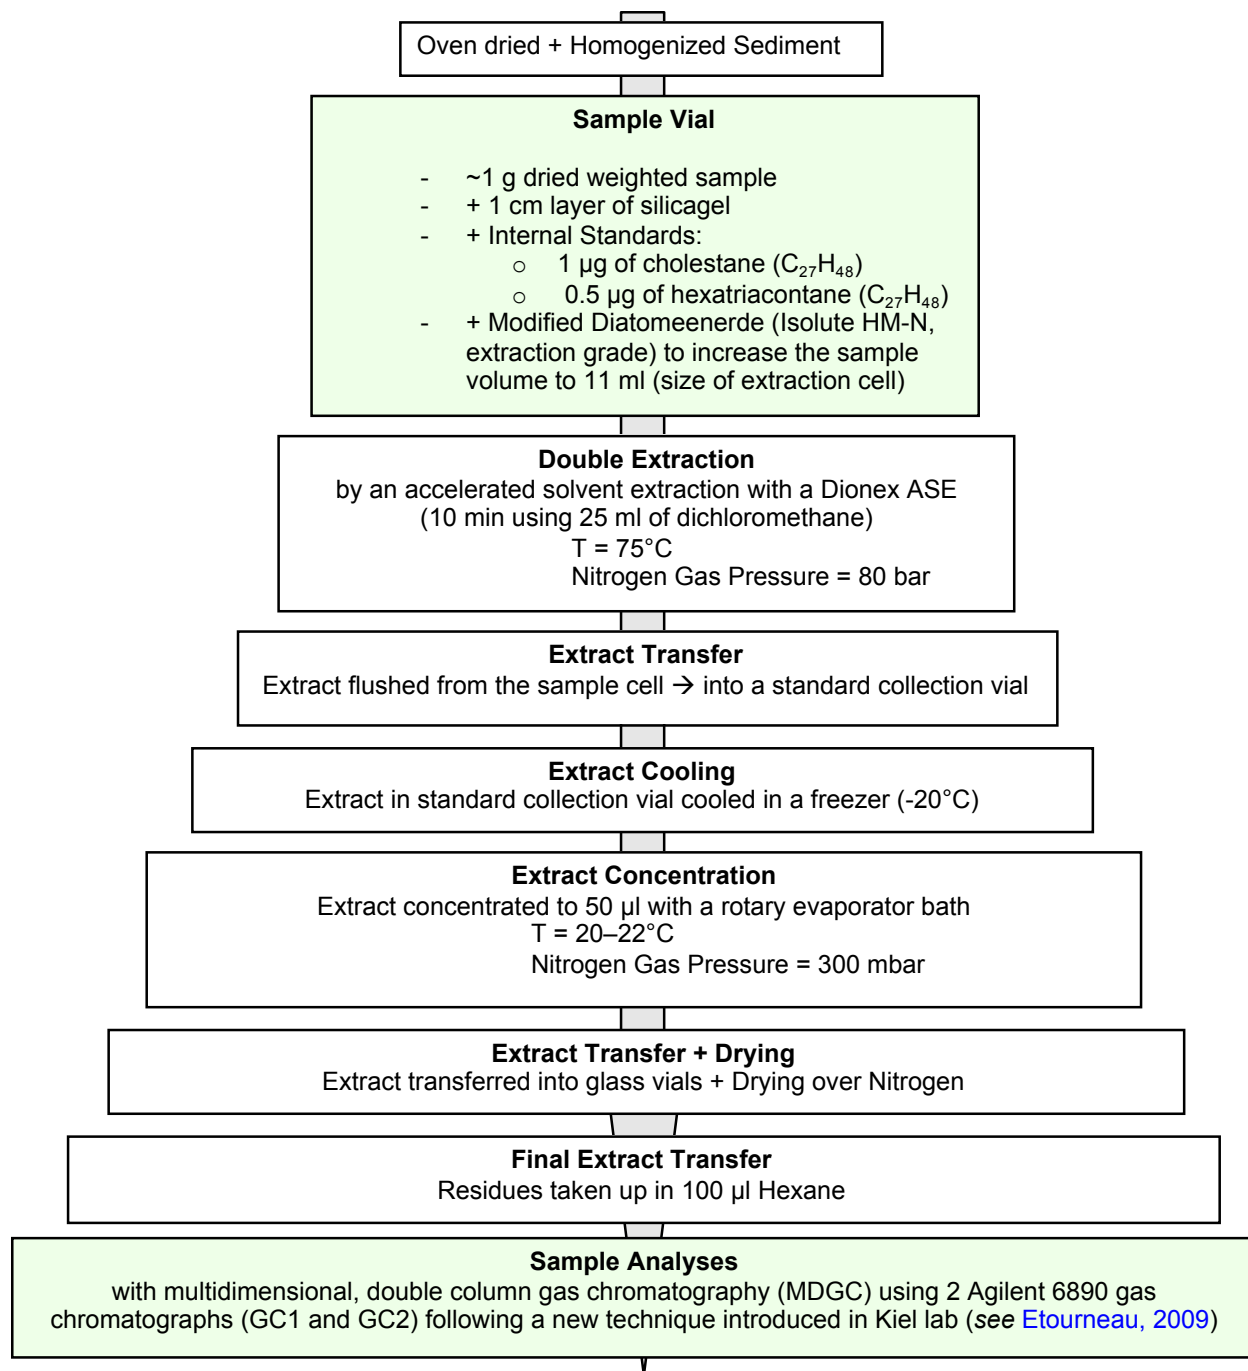 Oven dried + Homogenized Sediment
Sample Vial
- ~1 g dried weighted sample
- + 1 cm layer of silicagel
- + Internal Standards:
o 1 µg of cholestane (C₂₇H₄₈)
o 0.5 µg of hexatriacontane (C₂₇H₄₈)
- + Modified Diatomeenerde (Isolute HM-N,
extraction grade) to increase the sample
volume to 11 ml (size of extraction cell)
Double Extraction
by an accelerated solvent extraction with a Dionex ASE
(10 min using 25 ml of dichloromethane)
T = 75°C
Nitrogen Gas Pressure = 80 bar
Extract Transfer
Extract flushed from the sample cell → into a standard collection vial
Extract Cooling
Extract in standard collection vial cooled in a freezer (-20°C)
Extract Concentration
Extract concentrated to 50 µl with a rotary evaporator bath
T = 20–22°C
Nitrogen Gas Pressure = 300 mbar
Extract Transfer + Drying
Extract transferred into glass vials + Drying over Nitrogen
Final Extract Transfer
Residues taken up in 100 µl Hexane
Sample Analyses
with multidimensional, double column gas chromatography (MDGC) using 2 Agilent 6890 gas
chromatographs (GC1 and GC2) following a new technique introduced in Kiel lab (see Etourneau, 2009)